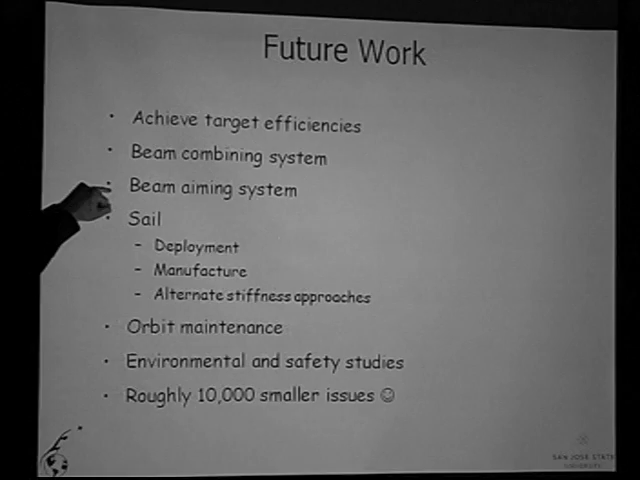 Future Work
• Achieve target efficiencies
• Beam combining system
• Beam aiming system
• Sail
– Deployment
– Manufacture
– Alternate stiffness approaches
• Orbit maintenance
• Environmental and safety studies
• Roughly 10,000 smaller issues ☺
SAN JOSE STATE
UNIVERSITY